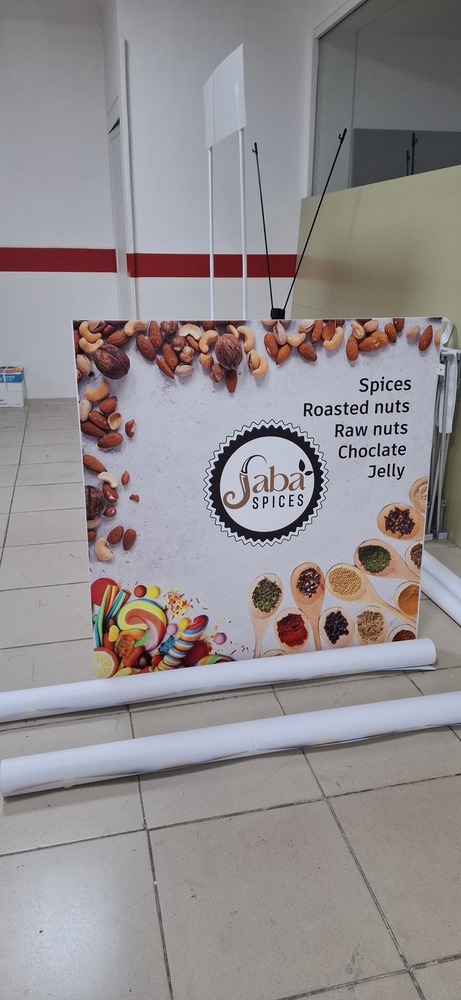 Spices
Roasted nuts
Raw nuts
Choclate
Jelly
Jaba
SPICES